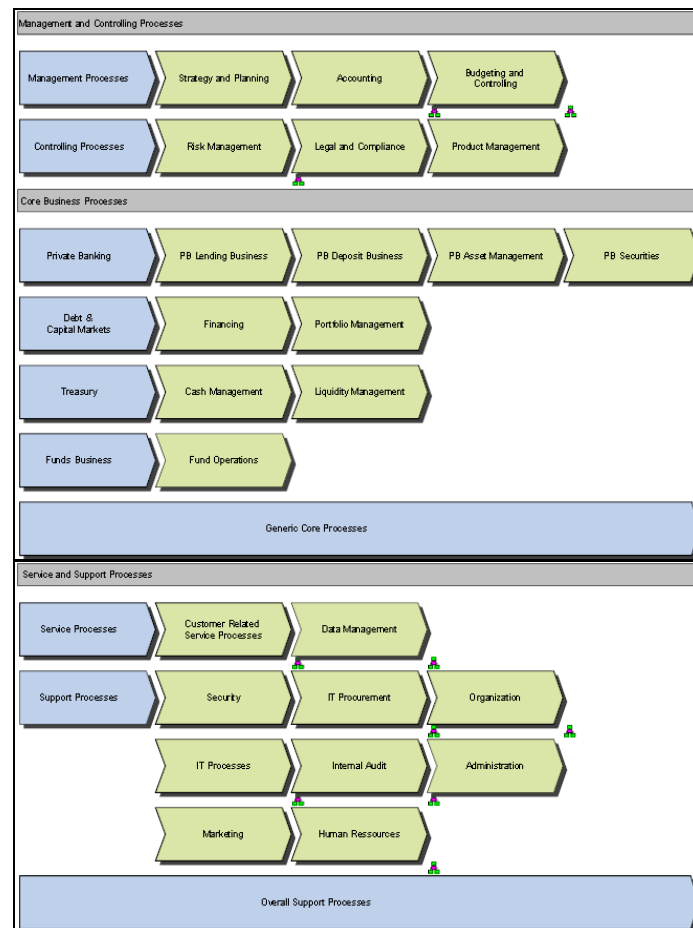 Management and Controlling Processes
Management Processes
Strategy and Planning
Accounting
Budgeting and
Controlling
Controlling Processes
Risk Management
Legal and Compliance
Product Management
Core Business Processes
Private Banking
PB Lending Business
PB Deposit Business
PB Asset Management
PB Securities
Debt &
Capital Markets
Financing
Portfolio Management
Treasury
Cash Management
Liquidity Management
Funds Business
Fund Operations
Generic Core Processes
Service and Support Processes
Service Processes
Customer Related
Service Processes
Data Management
Support Processes
Security
IT Procurement
Organization
IT Processes
Internal Audit
Administration
Marketing
Human Ressources
Overall Support Processes